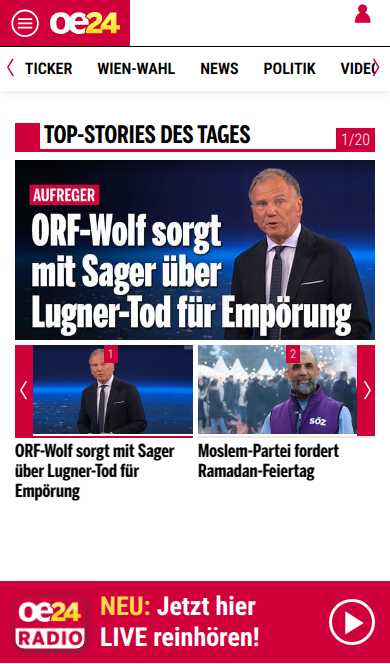 oe24
TICKER WIEN-WAHL NEWS POLITIK VIDEO
TOP-STORIES DES TAGES
1/20
AUFREGER
ORF-Wolf sorgt
mit Sager über
Lugner-Tod für Empörung
1
2
SÖZ
ORF-Wolf sorgt mit Sager
über Lugner-Tod für
Empörung
Moslem-Partei fordert
Ramadan-Feiertag
oe24
RADIO
NEU: Jetzt hier
LIVE reinhören!